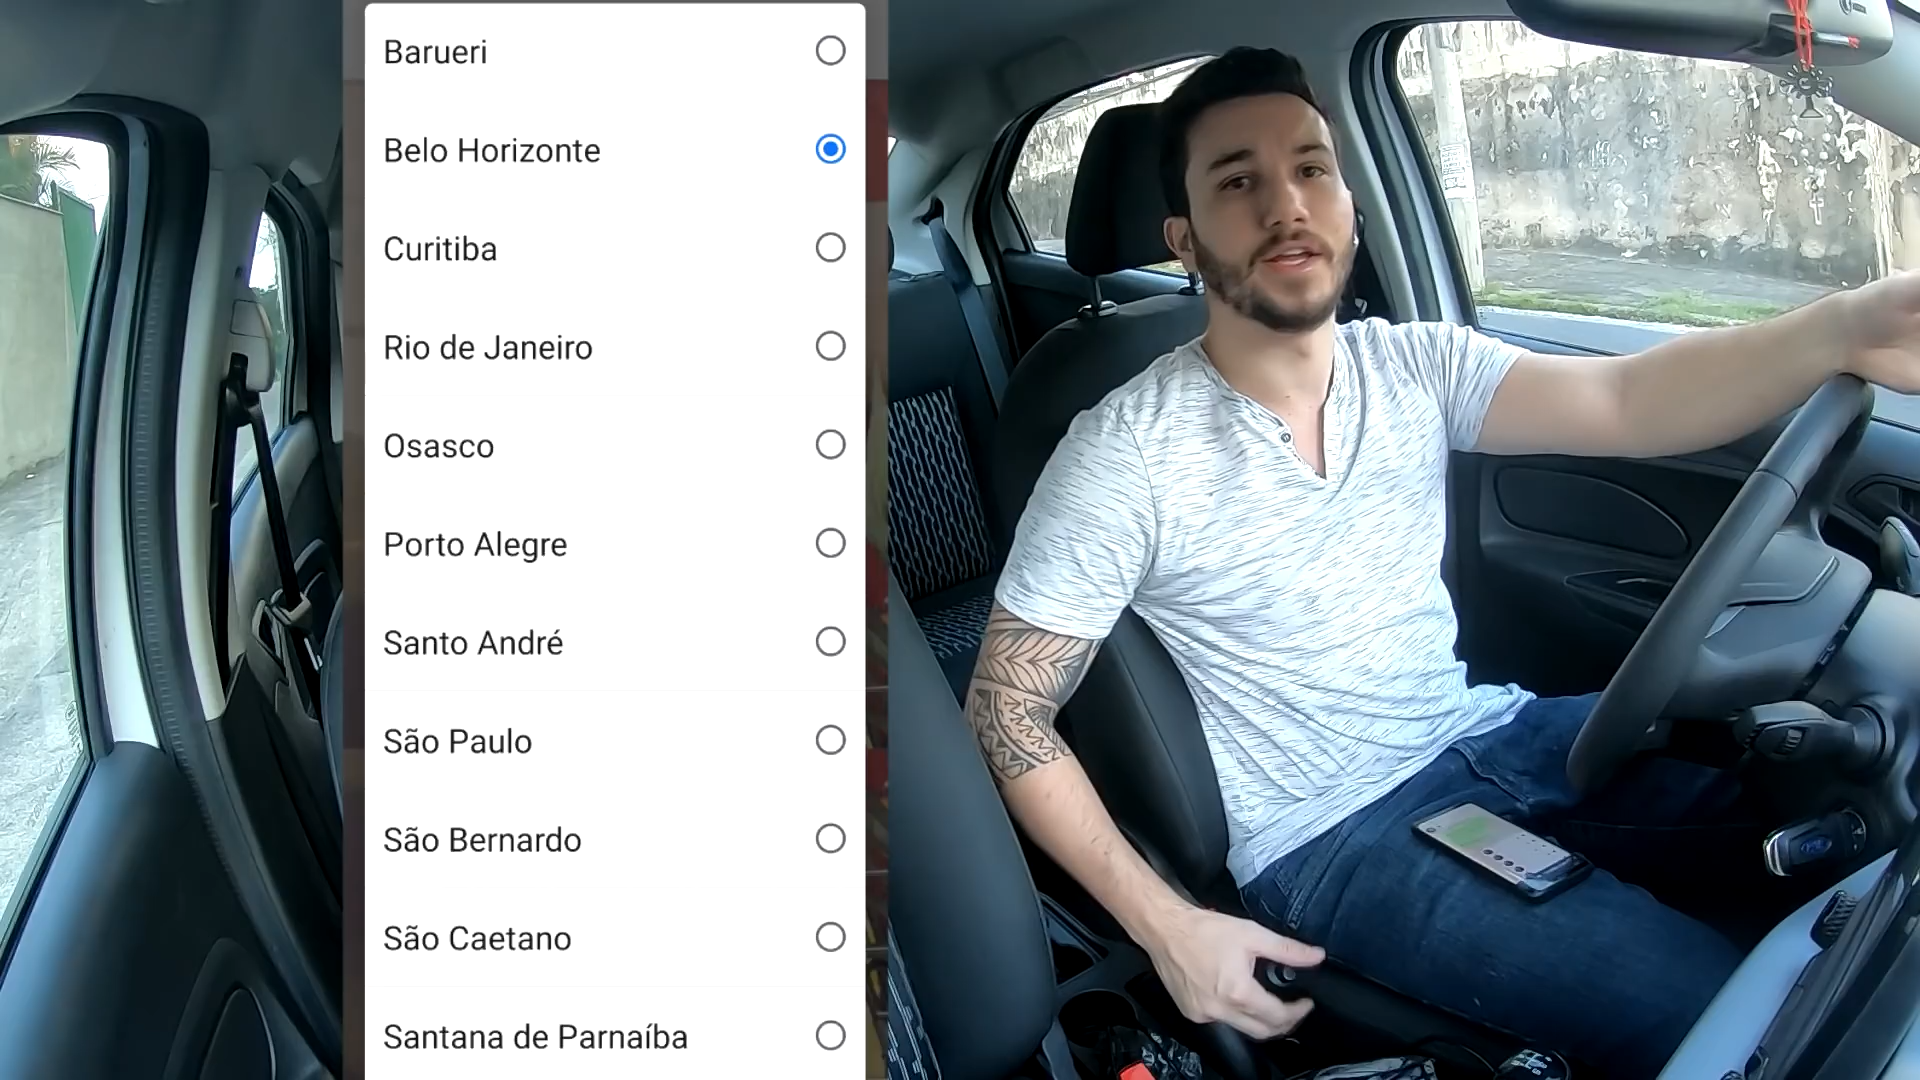 Barueri
Belo Horizonte
Curitiba
Rio de Janeiro
Osasco
Porto Alegre
Santo André
São Paulo
São Bernardo
São Caetano
Santana de Parnaíba